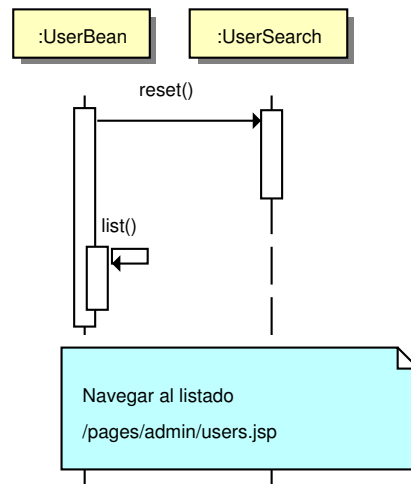 :UserBean
:UserSearch
reset()
list()
Navegar al listado
/pages/admin/users.jsp